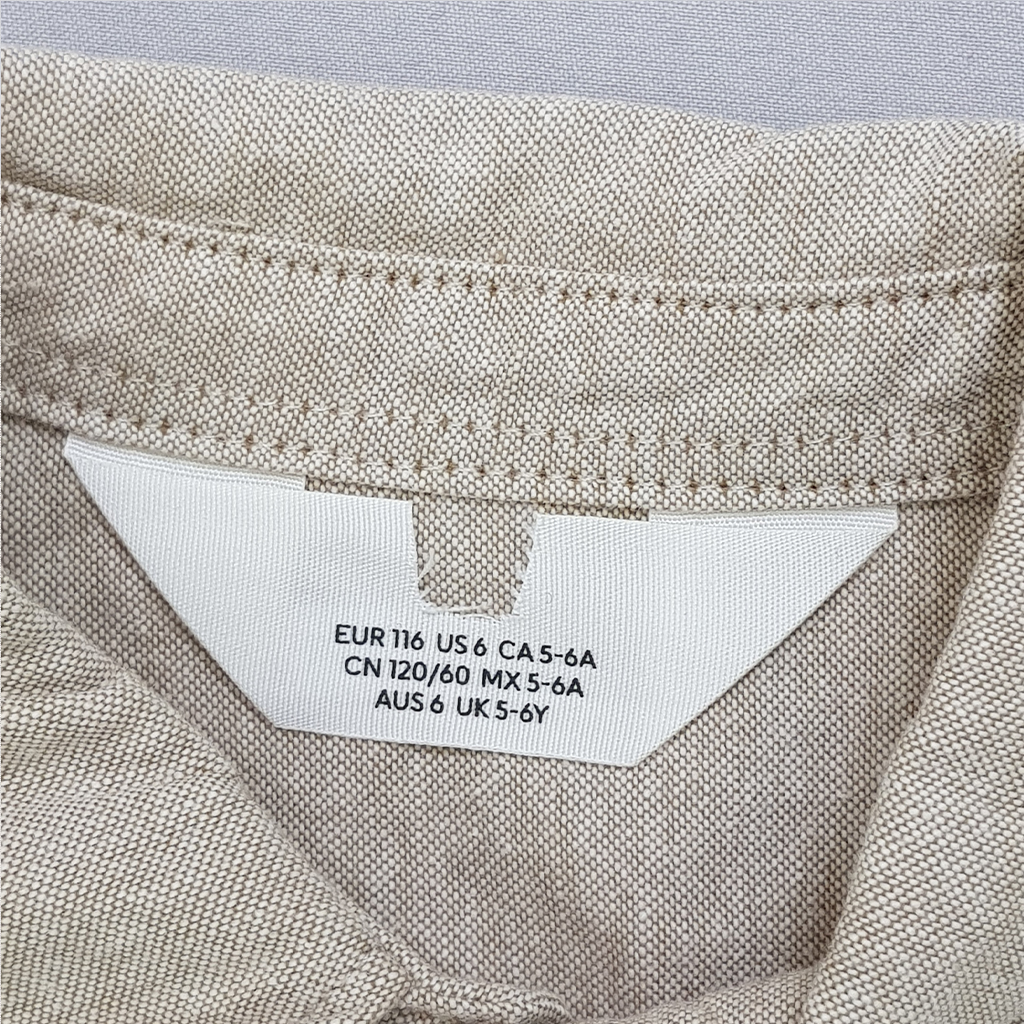 EUR 116 US 6 CA 5-6A
CN 120/60 MX 5-6A
AUS 6 UK 5-6Y